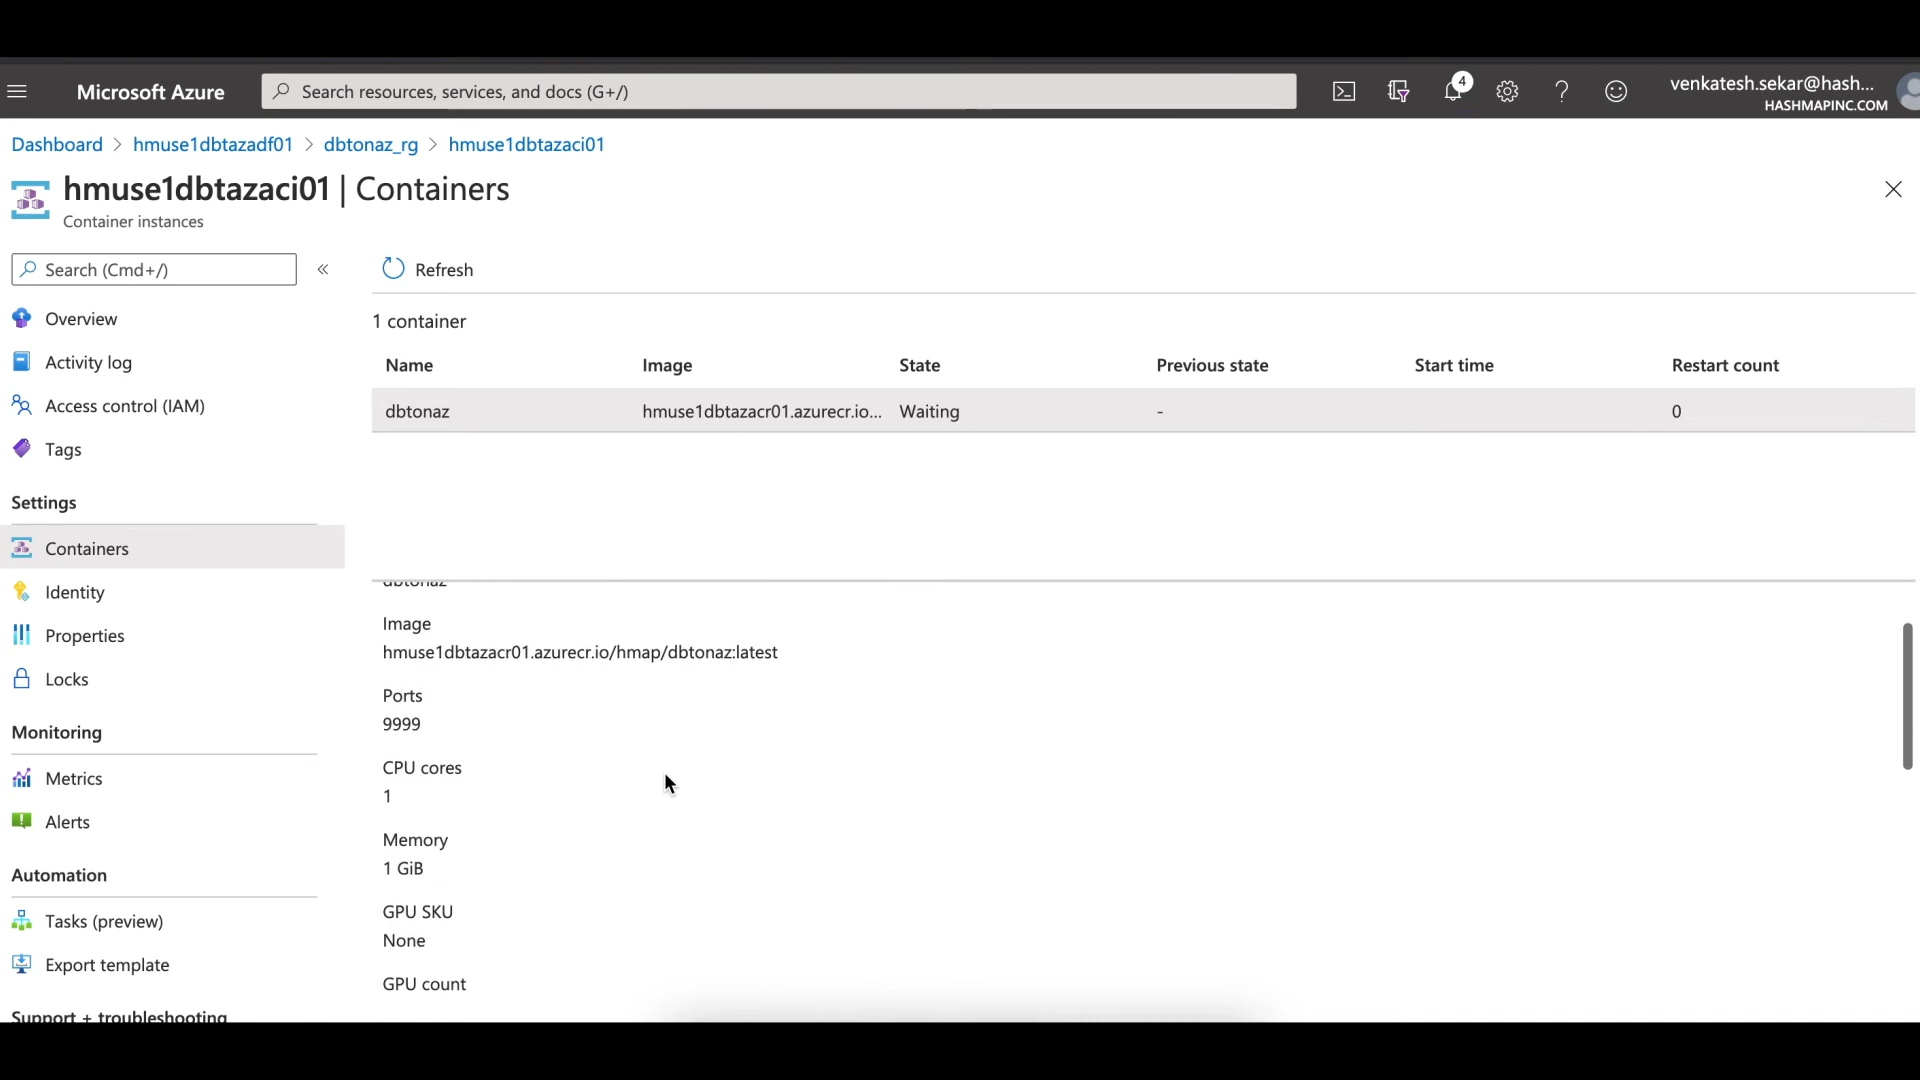 Microsoft Azure
Search resources, services, and docs (G+/)
4
venkatesh.sekar@hash...
HASHMAPINC.COM
Dashboard > hmuse1dbtazadf01 > dbtonaz_rg > hmuse1dbtazaci01
hmuse1dbtazaci01 | Containers
Container instances
Search (Cmd+/)
«
Overview
Activity log
Access control (IAM)
Tags
Settings
Containers
Identity
Properties
Locks
Monitoring
Metrics
Alerts
Automation
Tasks (preview)
Export template
Support + troubleshooting
Refresh
1 container
Name Image State Previous state Start time Restart count
dbtonaz hmuse1dbtazacr01.azurecr.io... Waiting - 0
dbtonaz
Image
hmuse1dbtazacr01.azurecr.io/hmap/dbtonaz:latest
Ports
9999
CPU cores
1
Memory
1 GiB
GPU SKU
None
GPU count